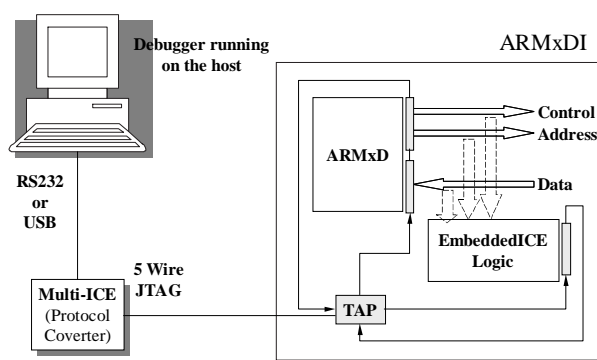 Debugger running
on the host
ARMxDI
Control
Address
ARMxD
Data
RS232
or
USB
EmbeddedICE
Logic
5 Wire
JTAG
Multi-ICE
(Protocol
Coverter)
TAP